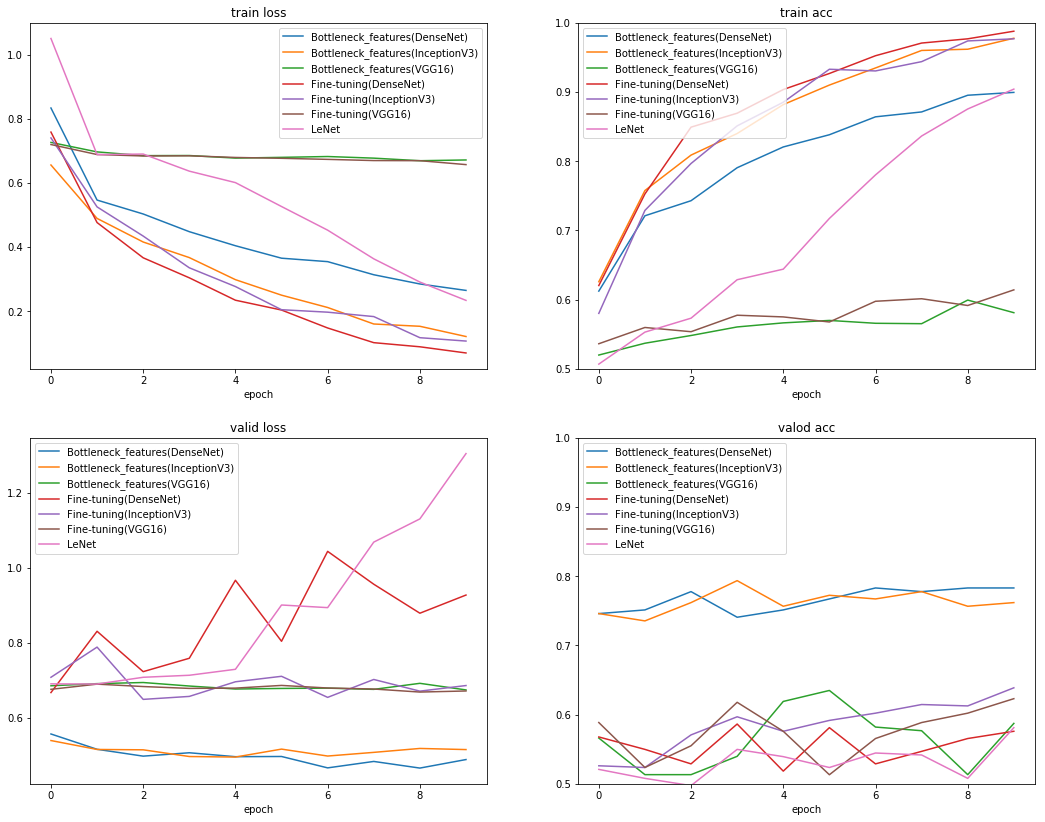 train loss
1.0
0.8
0.6
0.4
0.2
Bottleneck_features(DenseNet)
Bottleneck_features(InceptionV3)
Bottleneck_features(VGG16)
Fine-tuning(DenseNet)
Fine-tuning(InceptionV3)
Fine-tuning(VGG16)
LeNet
0 2 4 6 8
epoch
train acc
1.0
0.9
0.8
0.7
0.6
0.5
Bottleneck_features(DenseNet)
Bottleneck_features(InceptionV3)
Bottleneck_features(VGG16)
Fine-tuning(DenseNet)
Fine-tuning(InceptionV3)
Fine-tuning(VGG16)
LeNet
0 2 4 6 8
epoch
valid loss
1.2
1.0
0.8
0.6
Bottleneck_features(DenseNet)
Bottleneck_features(InceptionV3)
Bottleneck_features(VGG16)
Fine-tuning(DenseNet)
Fine-tuning(InceptionV3)
Fine-tuning(VGG16)
LeNet
0 2 4 6 8
epoch
valod acc
1.0
0.9
0.8
0.7
0.6
0.5
Bottleneck_features(DenseNet)
Bottleneck_features(InceptionV3)
Bottleneck_features(VGG16)
Fine-tuning(DenseNet)
Fine-tuning(InceptionV3)
Fine-tuning(VGG16)
LeNet
0 2 4 6 8
epoch